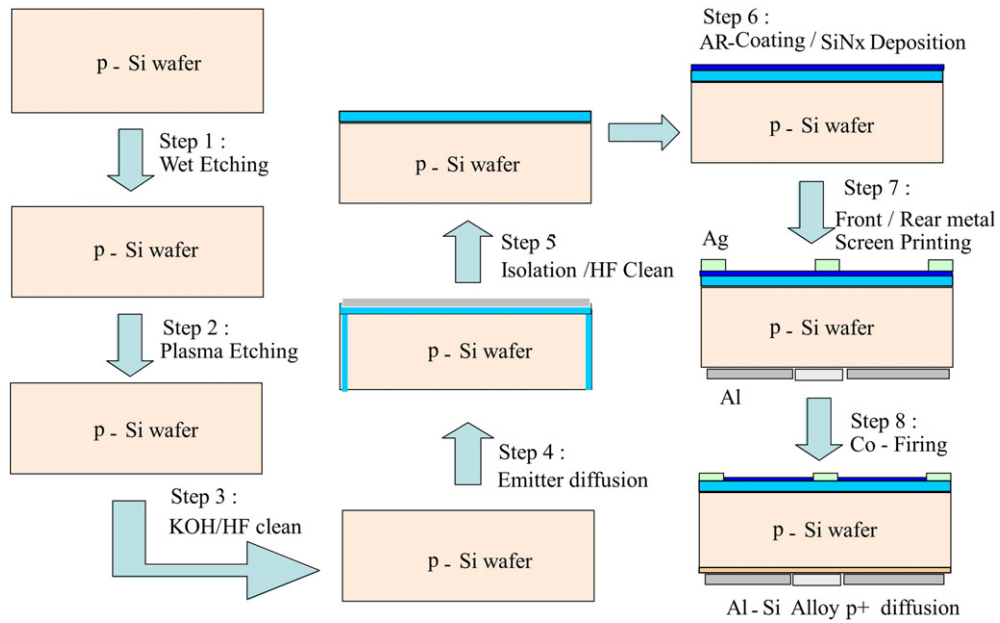 p - Si wafer
Step 1 :
Wet Etching
p - Si wafer
Step 2 :
Plasma Etching
p - Si wafer
Step 3 :
KOH/HF clean
p - Si wafer
Step 4 :
Emitter diffusion
p - Si wafer
Step 5
Isolation /HF Clean
p - Si wafer
Step 6 :
AR-Coating / SiNx Deposition
p - Si wafer
Step 7 :
Front / Rear metal
Screen Printing
Ag
p - Si wafer
Al
Step 8 :
Co - Firing
p - Si wafer
Al - Si Alloy p+ diffusion